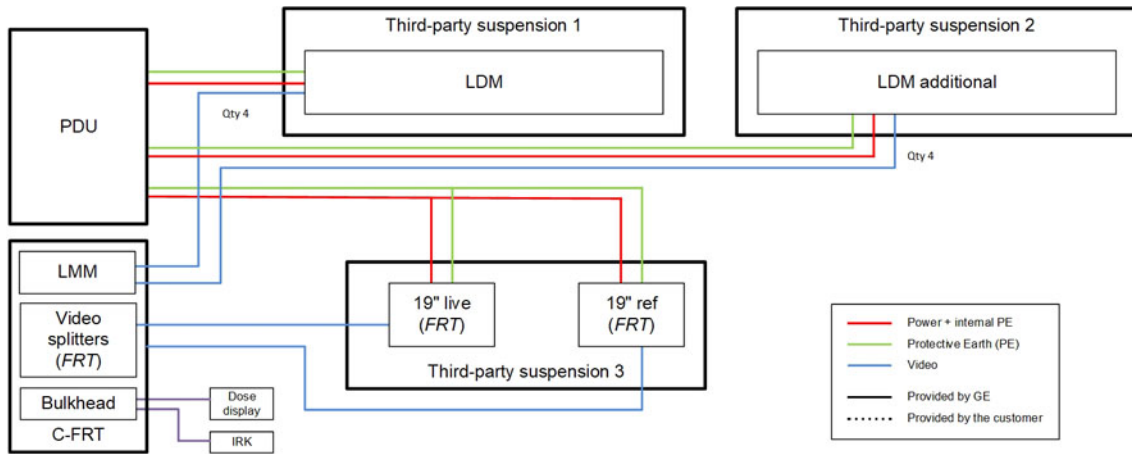 Third-party suspension 1
LDM
Third-party suspension 2
LDM additional
PDU
Qty 4
Qty 4
LMM
Video
splitters
(FRT)
Bulkhead
C-FRT
Dose
display
IRK
19" live
(FRT)
19" ref
(FRT)
Third-party suspension 3
Power + internal PE
Protective Earth (PE)
Video
Provided by GE
Provided by the customer